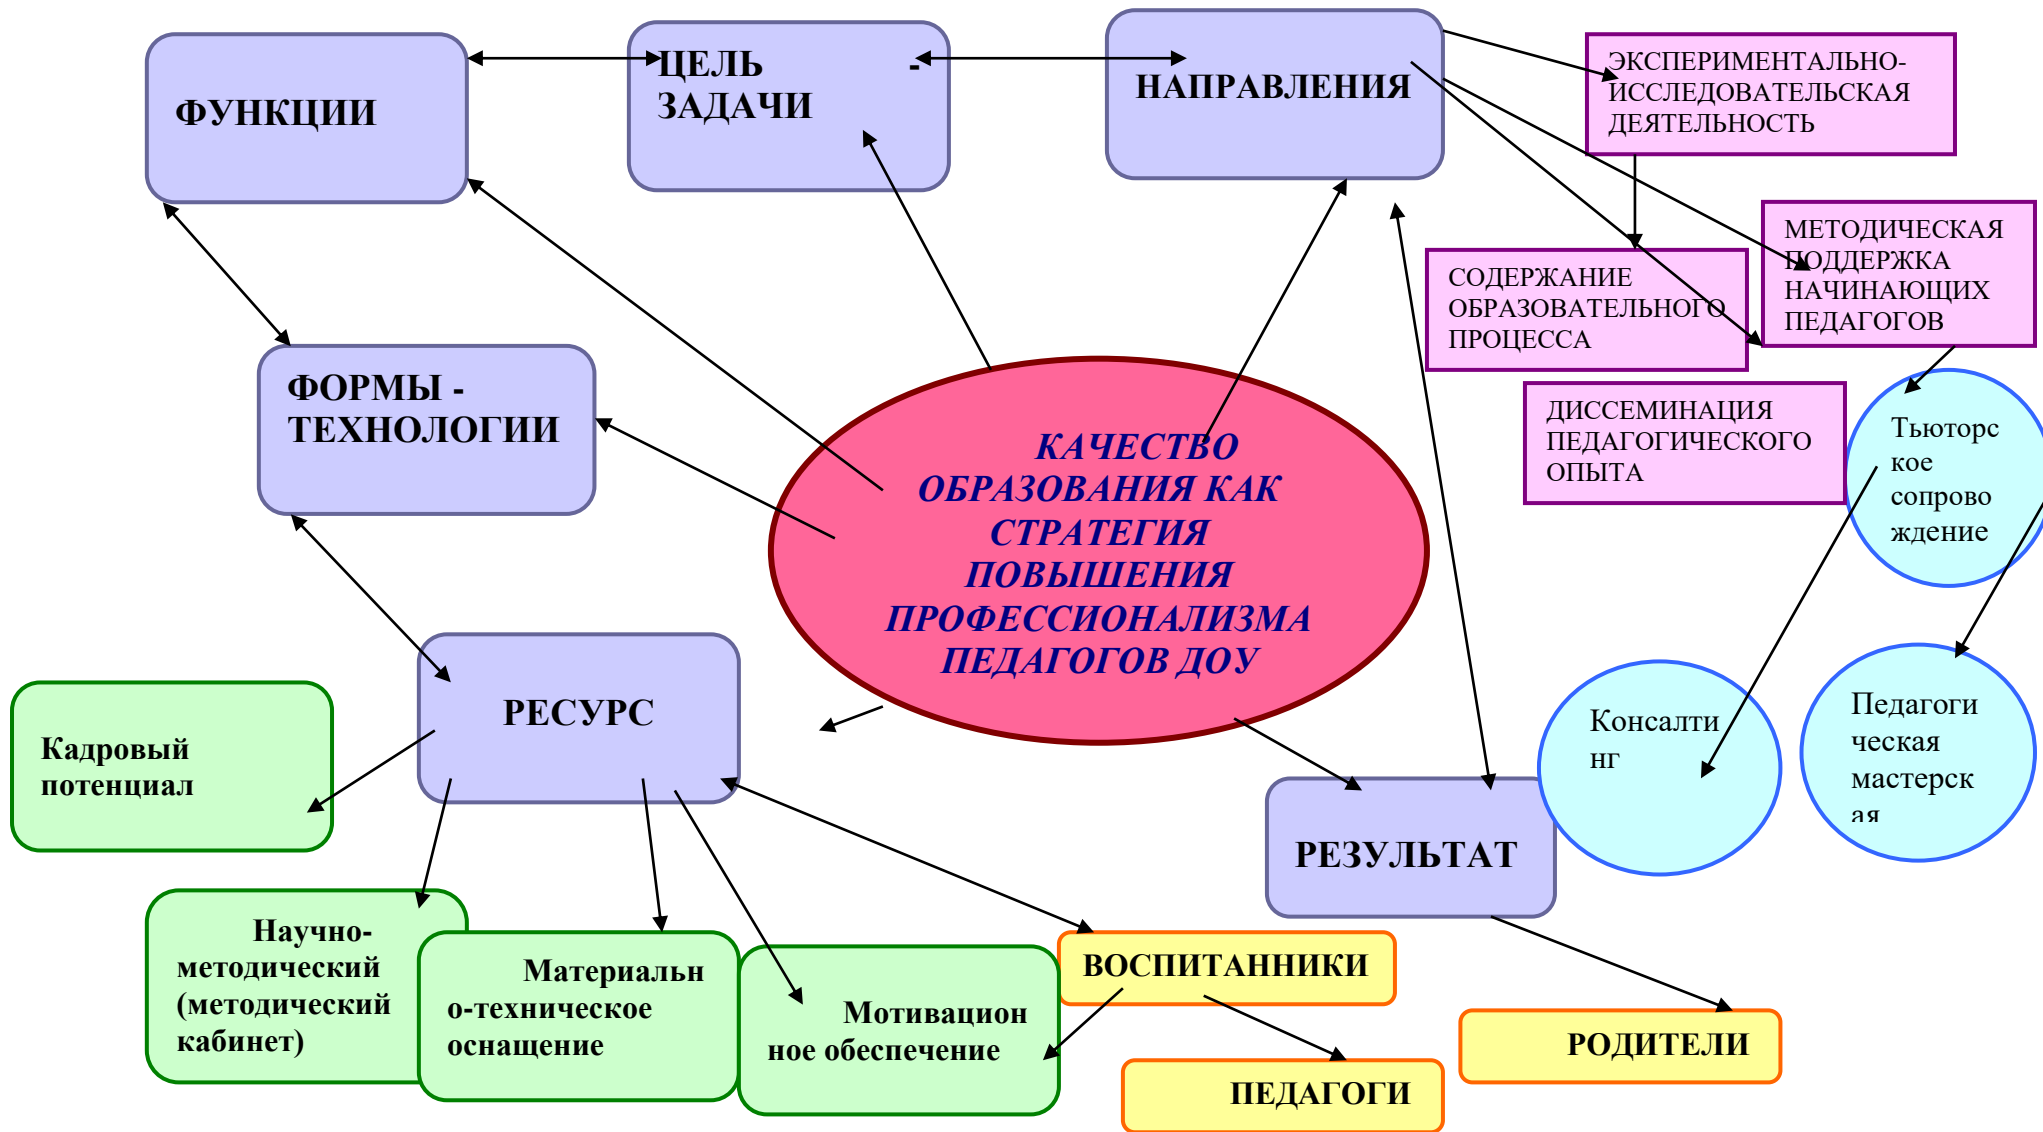 ФУНКЦИИ
ЦЕЛЬ -
ЗАДАЧИ
НАПРАВЛЕНИЯ
ЭКСПЕРИМЕНТАЛЬНО-
ИССЛЕДОВАТЕЛЬСКАЯ
ДЕЯТЕЛЬНОСТЬ
МЕТОДИЧЕСКАЯ
ПОДДЕРЖКА
НАЧИНАЮЩИХ
ПЕДАГОГОВ
СОДЕРЖАНИЕ
ОБРАЗОВАТЕЛЬНОГО
ПРОЦЕССА
ФОРМЫ -
ТЕХНОЛОГИИ
ДИССЕМИНАЦИЯ
ПЕДАГОГИЧЕСКОГО
ОПЫТА
Тьюторс
кое
сопрово
ждение
КАЧЕСТВО
ОБРАЗОВАНИЯ КАК
СТРАТЕГИЯ
ПОВЫШЕНИЯ
ПРОФЕССИОНАЛИЗМА
ПЕДАГОГОВ ДОУ
РЕСУРС
Кадровый
потенциал
Консалти
нг
Педагоги
ческая
мастерск
ая
РЕЗУЛЬТАТ
Научно-
методический
(методический
кабинет)
Материальн
о-техническое
оснащение
Мотивацион
ное обеспечение
ВОСПИТАННИКИ
ПЕДАГОГИ
РОДИТЕЛИ